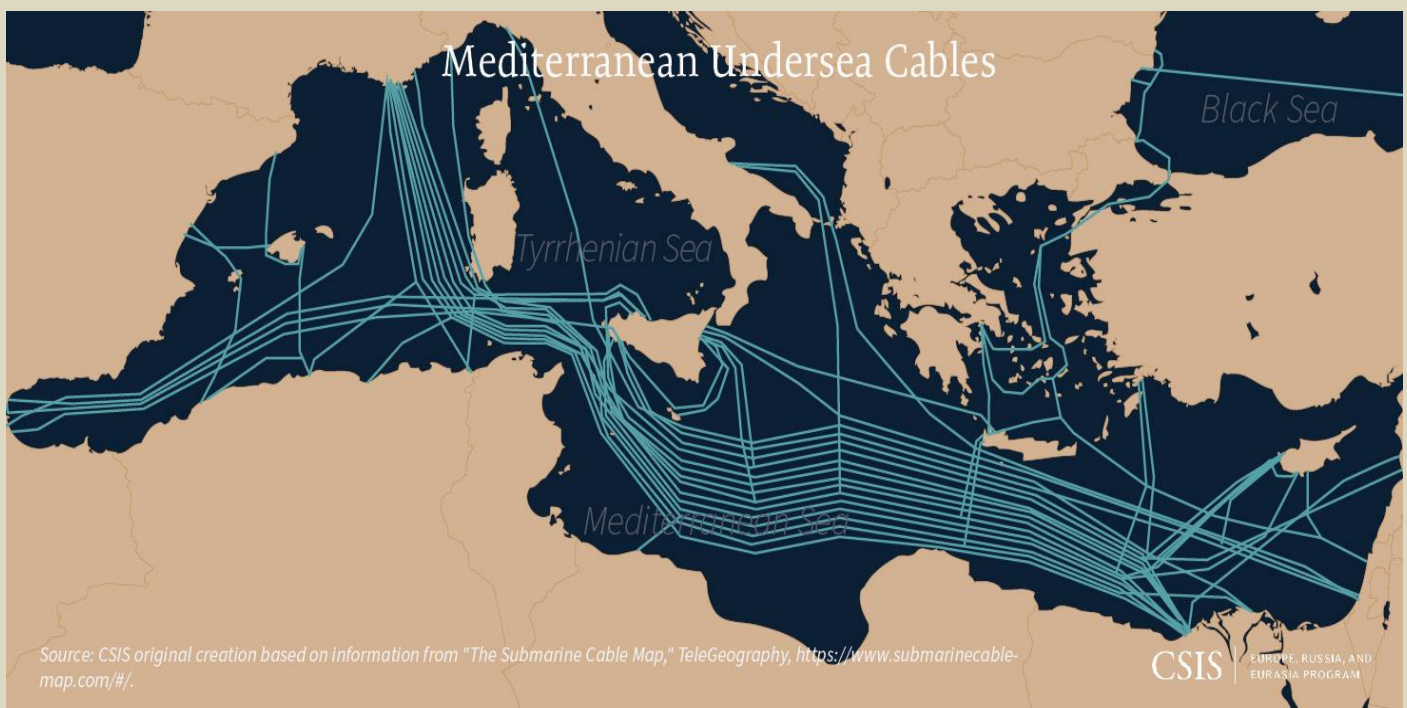 Mediterranean Undersea Cables
Black Sea
Tyrrhenian Sea
Mediterranean Sea
Source: CSIS original creation based on information from "The Submarine Cable Map," TeleGeography, https://www.submarinecable-
map.com/#/.
CSIS
EUROPE, RUSSIA, AND
EURASIA PROGRAM